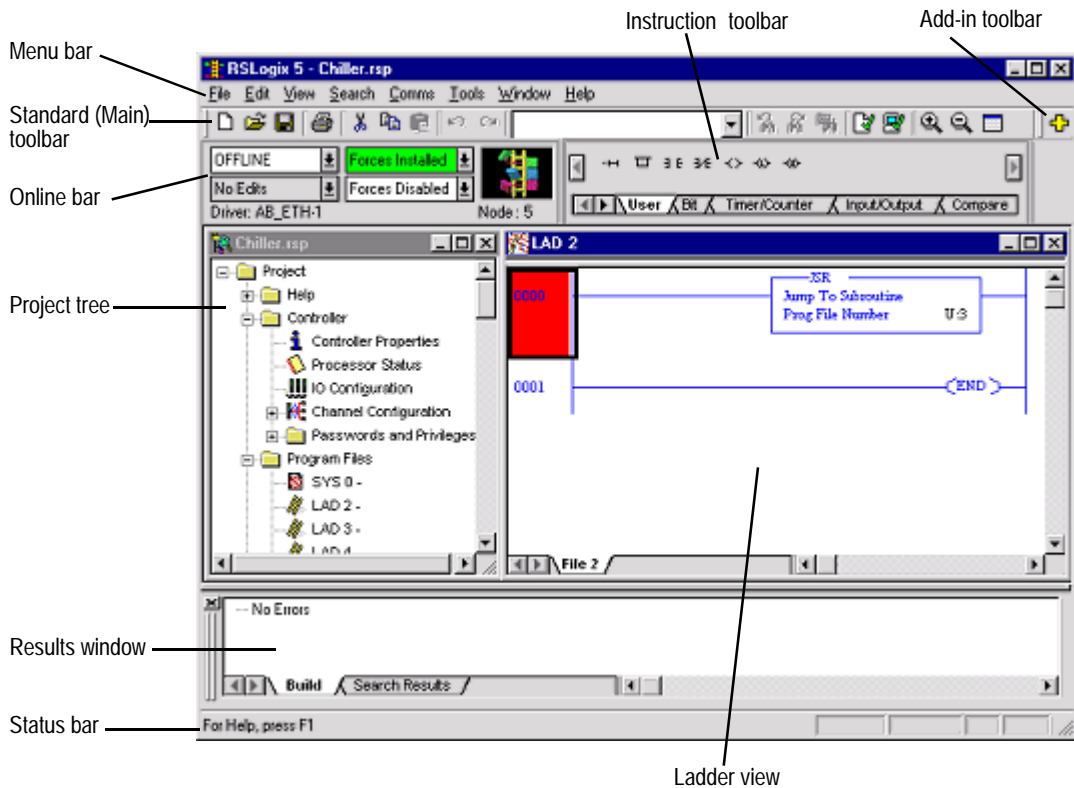 Instruction toolbar
Add-in toolbar
Menu bar
RSLogix 5 - Chiller.rsp
File Edit View Search Comms Tools Window Help
Standard (Main)
toolbar
Online bar
OFFLINE
Forces Installed
No Edits
Forces Disabled
Driver: AB_ETH-1
Node : 5
User
Bit
Timer/Counter
Input/Output
Compare
Chiller.rsp
LAD 2
Project tree
Project
Help
Controller
Controller Properties
Processor Status
IO Configuration
Channel Configuration
Passwords and Privileges
Program Files
SYS 0 -
LAD 2 -
LAD 3 -
LAD 4
0000
JSR
Jump To Subroutine
Prog File Number U:3
0001
END
File 2
Results window
No Errors
Build
Search Results
Status bar
For Help, press F1
Ladder view